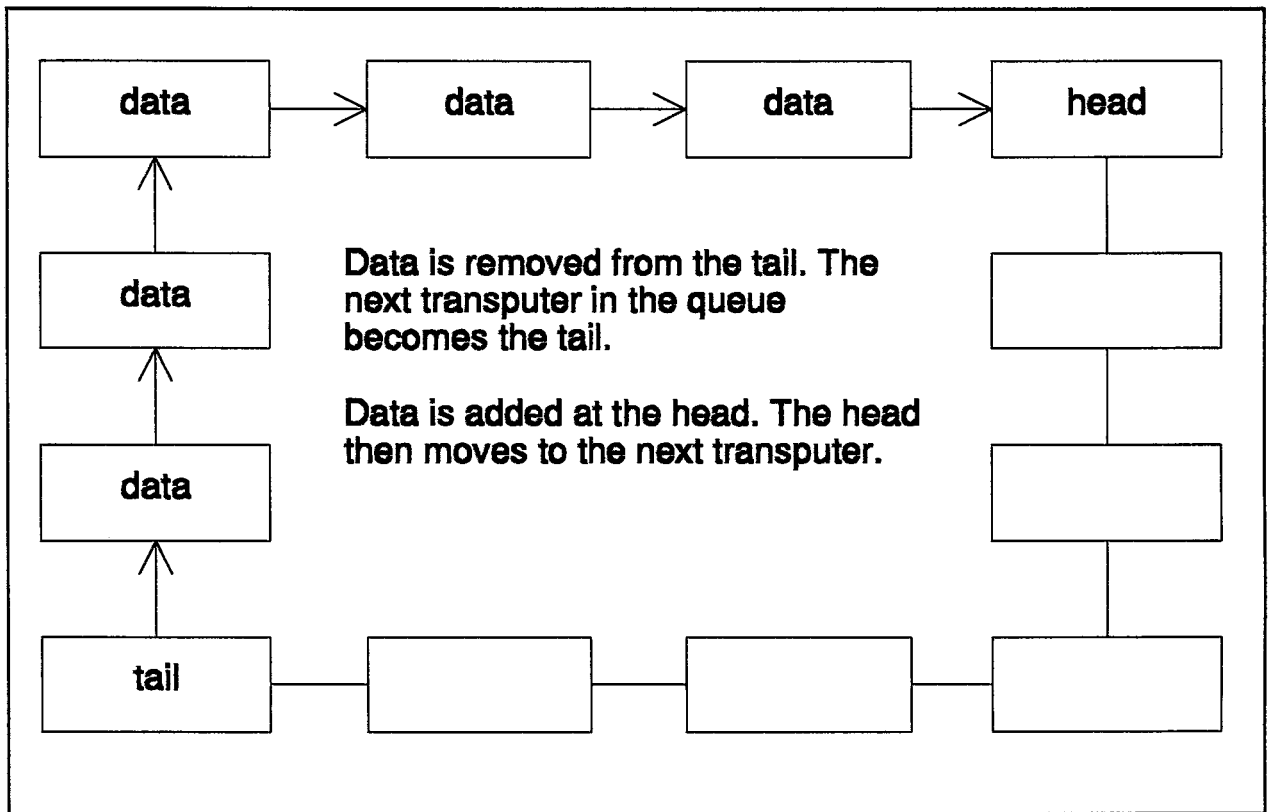 data data data head
data
data
tail
Data is removed from the tail. The
next transputer in the queue
becomes the tail.
Data is added at the head. The head
then moves to the next transputer.